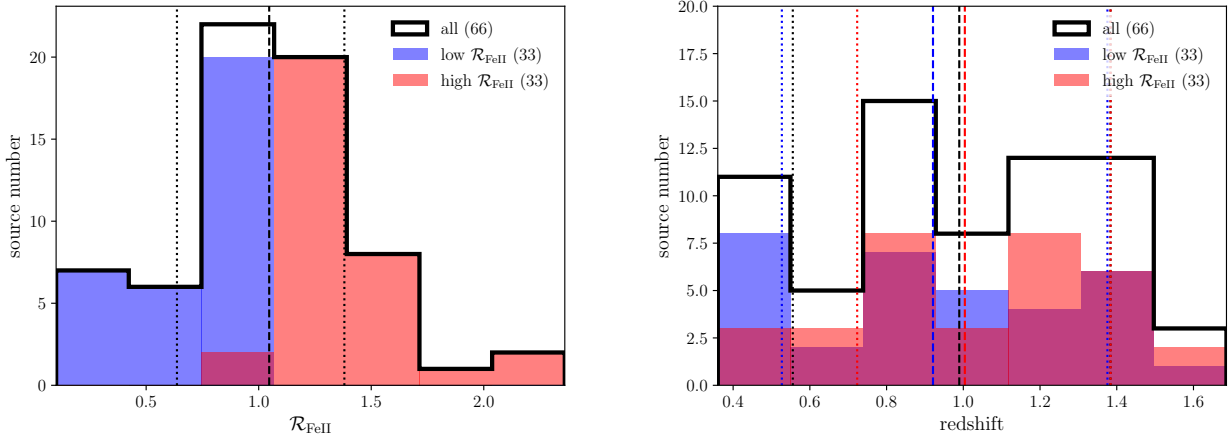 all (66)
low R_FeII (33)
high R_FeII (33)
source number
20
15
10
5
0
0.5 1.0 1.5 2.0
R_FeII
all (66)
low R_FeII (33)
high R_FeII (33)
source number
20.0
17.5
15.0
12.5
10.0
7.5
5.0
2.5
0.0
0.4 0.6 0.8 1.0 1.2 1.4 1.6
redshift